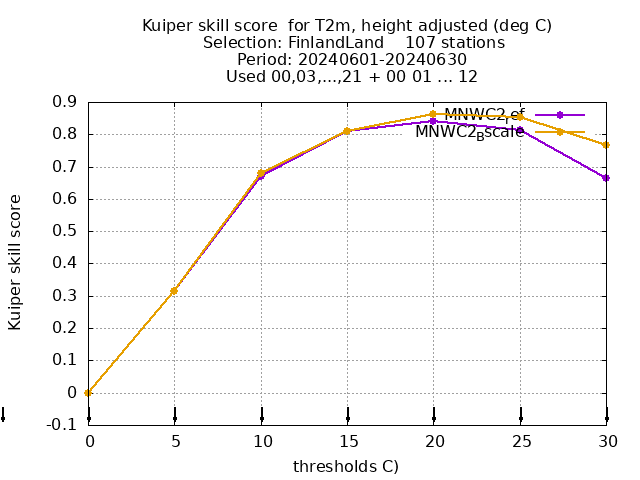 Kuiper skill score  for T2m, height adjusted (deg C)
Selection: FinlandLand    107 stations
Period: 20240601-20240630
Used 00,03,...,21 + 00 01 ... 12
MNWC2ref
MNWC2Bscale
0.9
0.8
0.7
0.6
0.5
0.4
0.3
0.2
0.1
0
-0.1
Kuiper skill score
0 5 10 15 20 25 30
thresholds C)